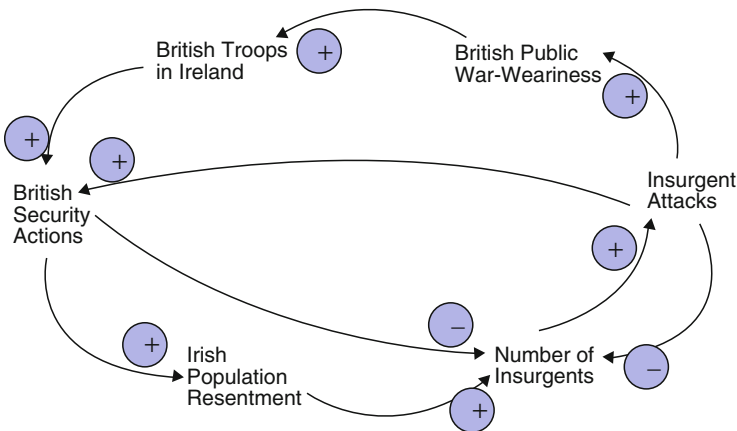 British Troops
in Ireland
+
British Public
War-Weariness
+
+
+
British
Security
Actions
Insurgent
Attacks
+
−
+
Irish
Population
Resentment
Number of
Insurgents
−
+